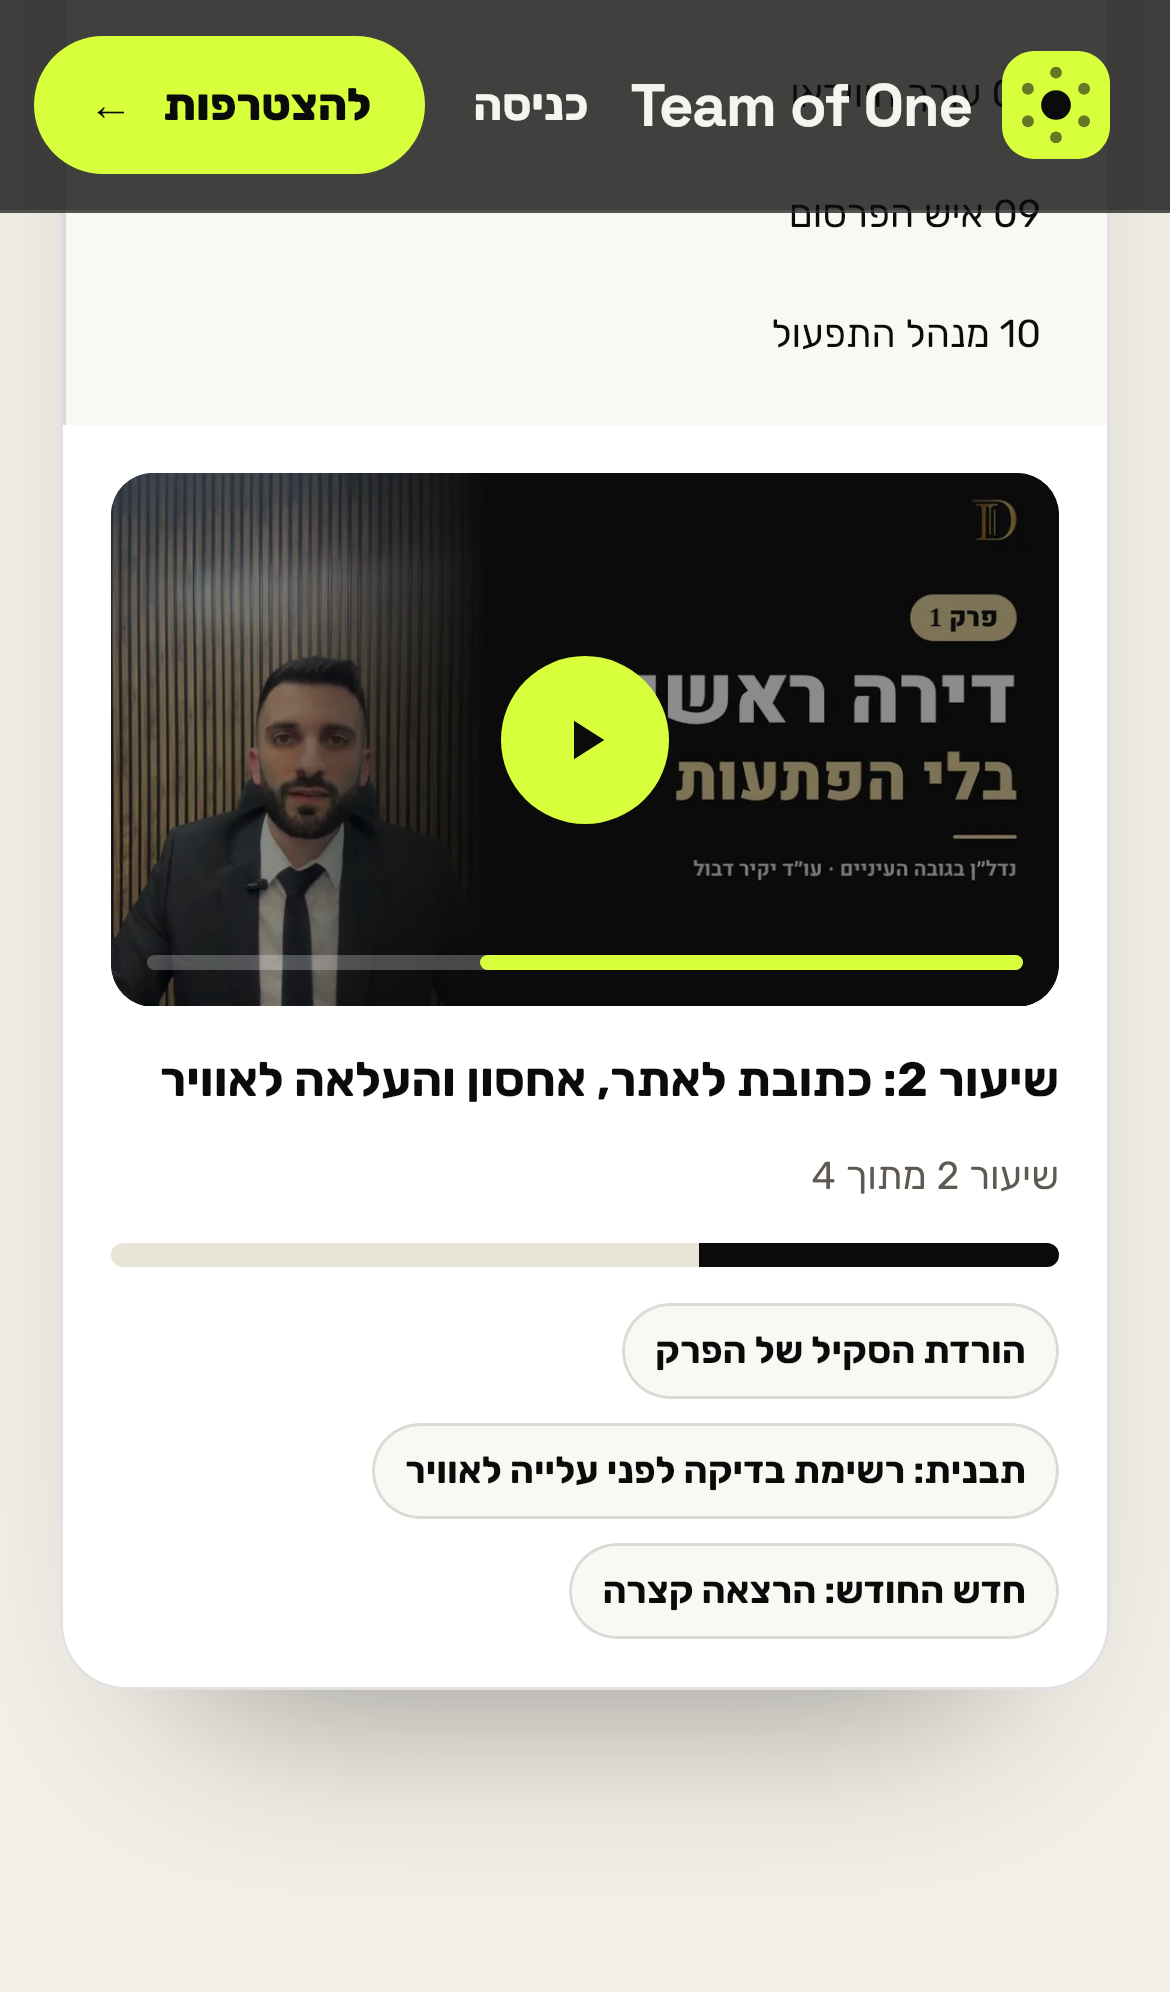 Team of One
כניסה
להצטרפות ←
09 איש הפרסום
10 מנהל התפעול
פרק 1
דירה ראש
בלי הפתעות
נדל"ן בגובה העיניים · עו"ד יקיר דבול
שיעור 2: כתובת לאתר, אחסון והעלאה לאוויר
שיעור 2 מתוך 4
הורדת הסקיל של הפרק
תבנית: רשימת בדיקה לפני עלייה לאוויר
חדש החודש: הרצאה קצרה